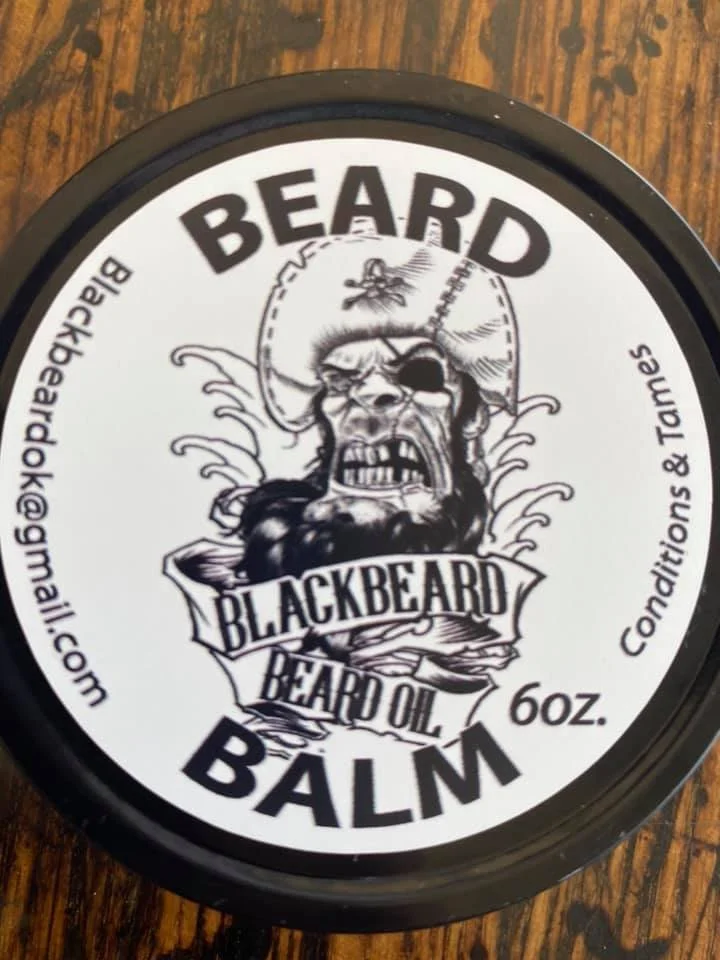 BEARD
Blackbeardok@gmail.com
Conditions & Tames
BLACKBEARD
BEARD OIL
6oz.
BALM